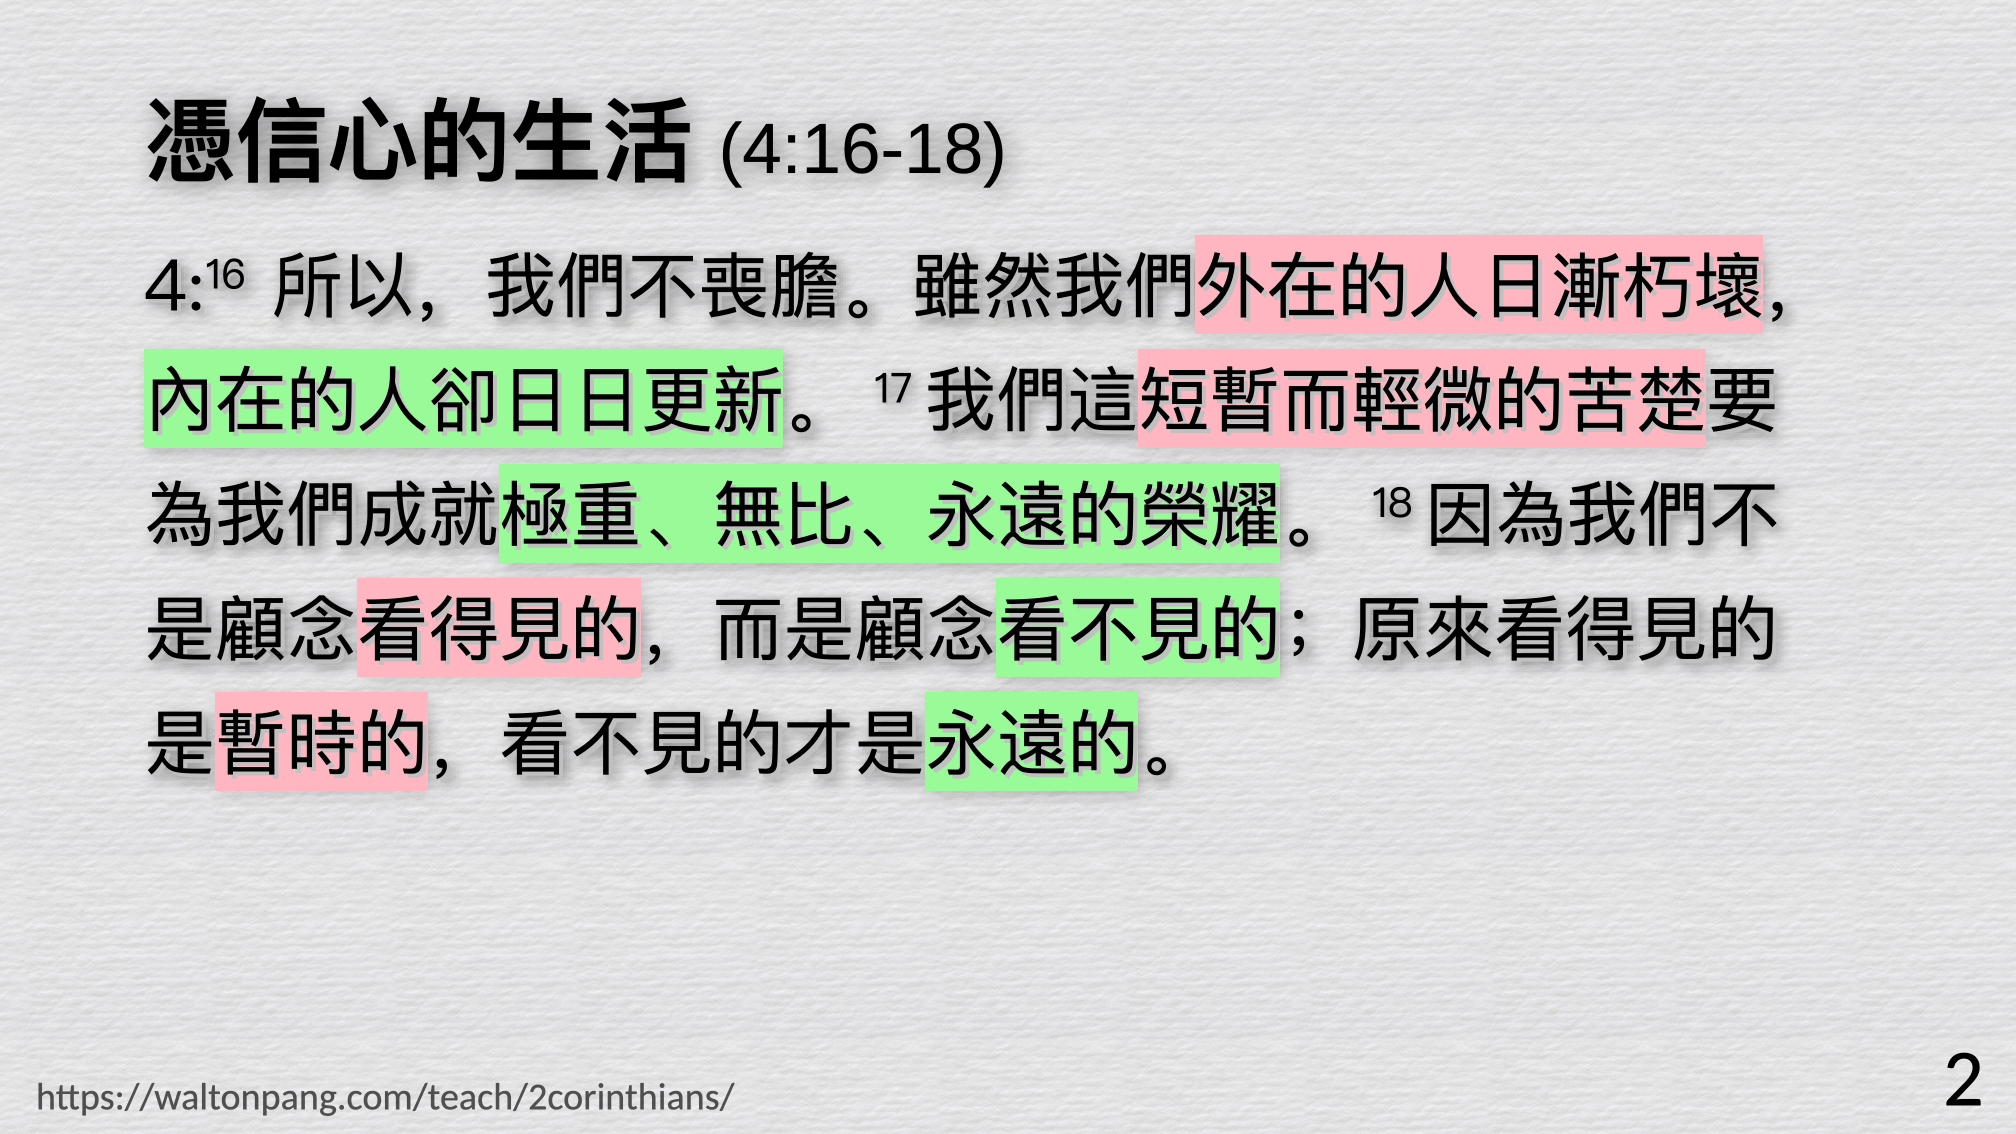 憑信心的生活 (4:16-18)
4:16 所以，我們不喪膽。雖然我們外在的人日漸朽壞，
內在的人卻日日更新。 17 我們這短暫而輕微的苦楚要
為我們成就極重、無比、永遠的榮耀。 18 因為我們不
是顧念看得見的，而是顧念看不見的；原來看得見的
是暫時的，看不見的才是永遠的。
https://waltonpang.com/teach/2corinthians/
2